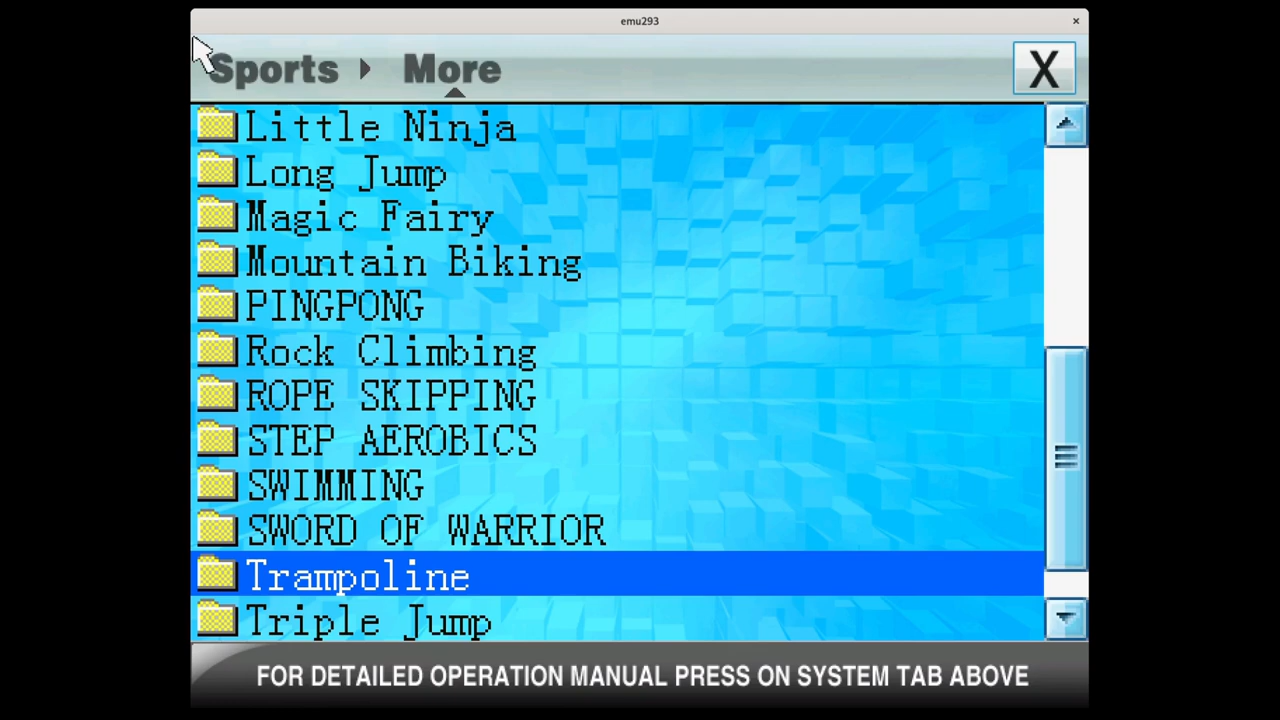 emu293 ×
Sports More X
Little Ninja
Long Jump
Magic Fairy
Mountain Biking
PINGPONG
Rock Climbing
ROPE SKIPPING
STEP AEROBICS
SWIMMING
SWORD OF WARRIOR
Trampoline
Triple Jump
FOR DETAILED OPERATION MANUAL PRESS ON SYSTEM TAB ABOVE